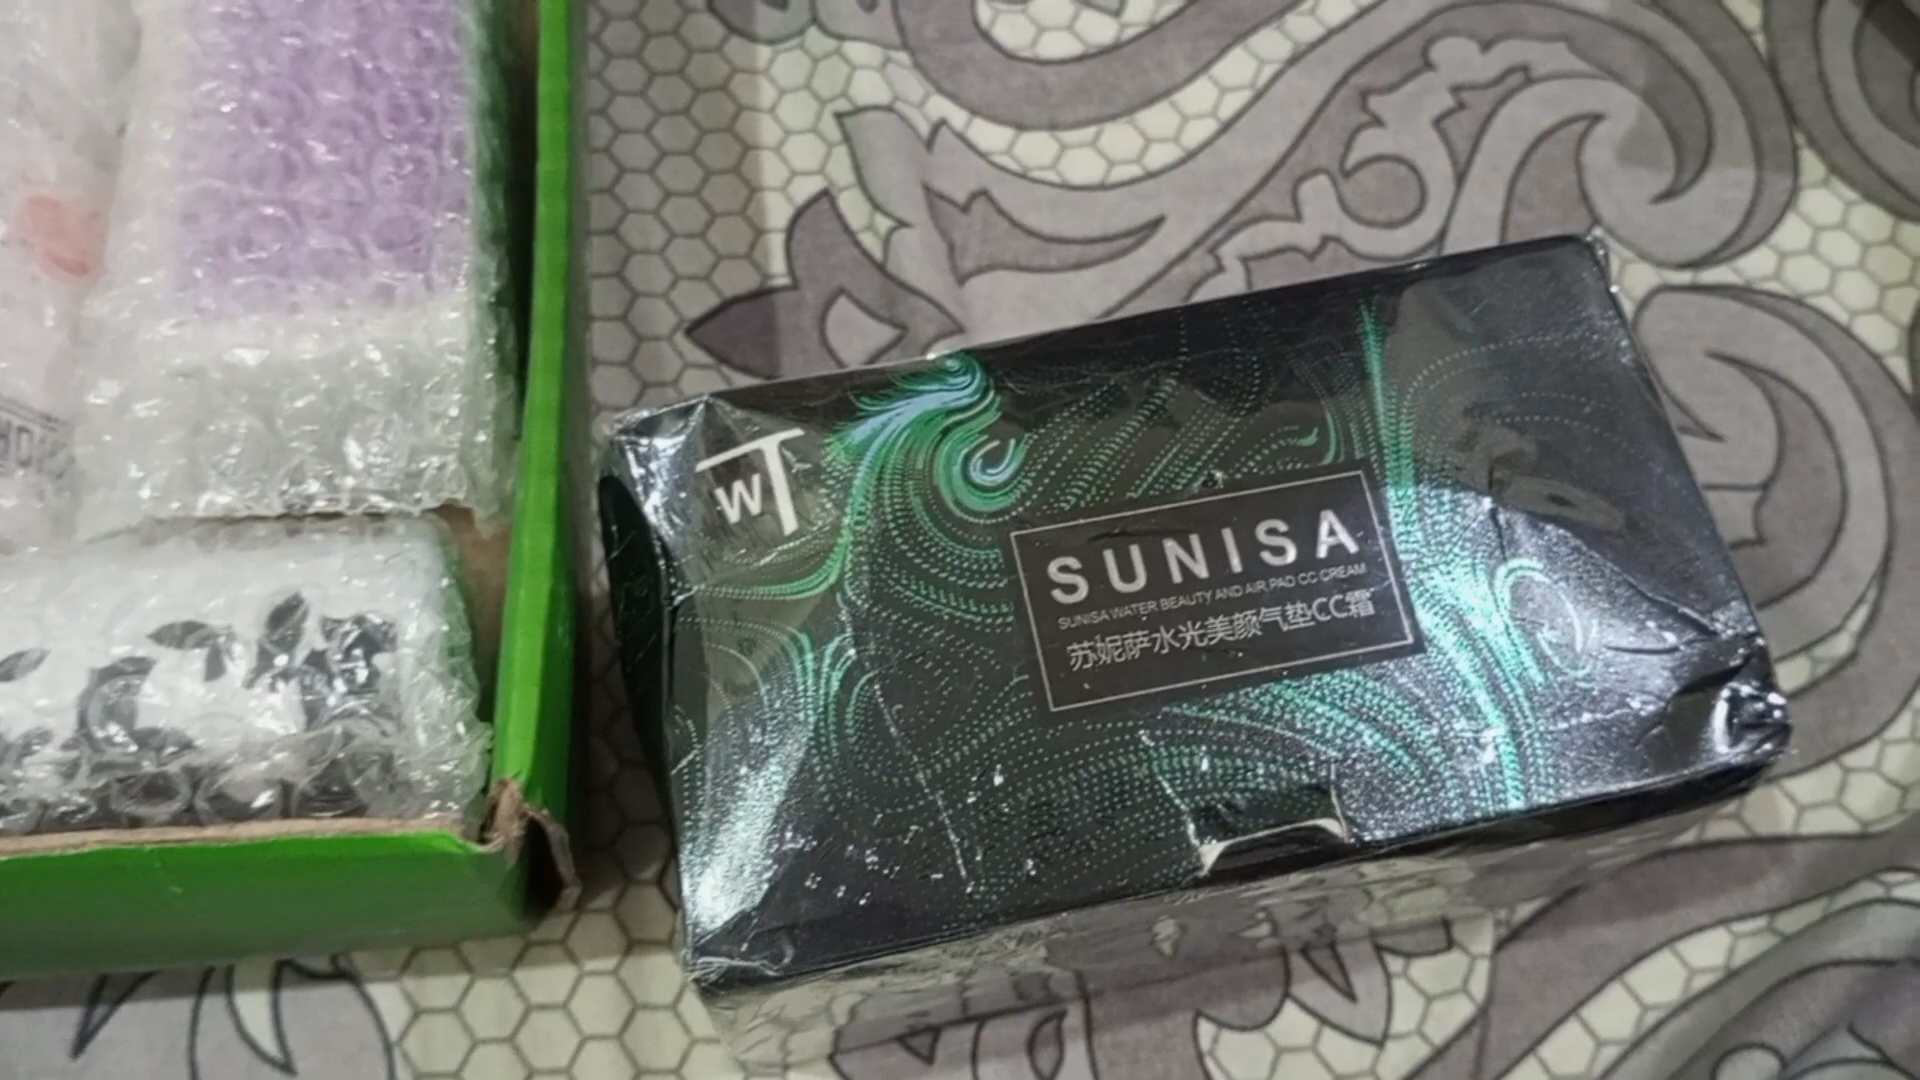 WT
SUNISA
SUNISA WATER BEAUTY AND AIR PAD CC CREAM
苏妮萨水光美颜气垫CC霜